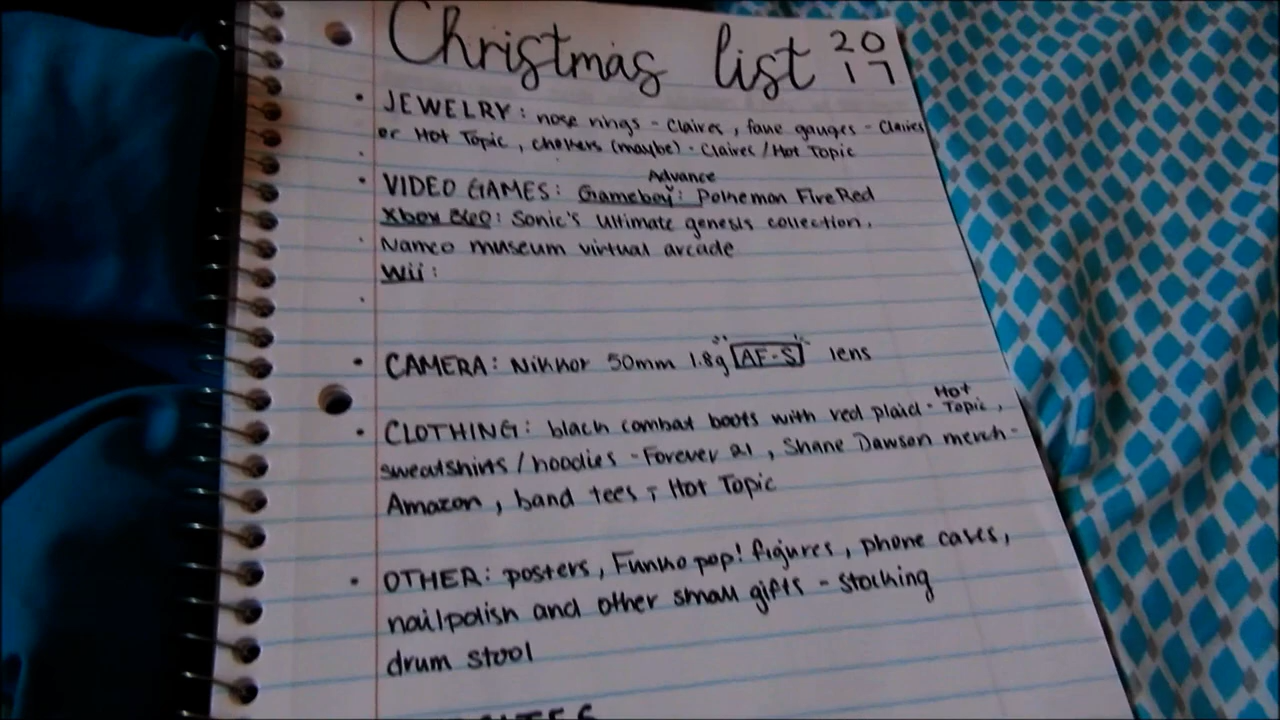 Christmas list 2017
• JEWELRY: nose rings - Claires, fake gauges - Claires
or Hot Topic, chokers (maybe) - Claires / Hot Topic
• VIDEO GAMES: Gameboy Advance: Pokemon Fire Red
Xbox 360: Sonic's Ultimate genesis collection,
Namco museum virtual arcade
Wii:
• CAMERA: Nikkor 50mm 1.8g AF-S lens
• CLOTHING: black combat boots with red plaid - Hot Topic,
sweatshirts / hoodies - Forever 21, Shane Dawson merch -
Amazon, band tees - Hot Topic
• OTHER: posters, Funko pop! figures, phone cases,
nailpolish and other small gifts - stocking
drum stool